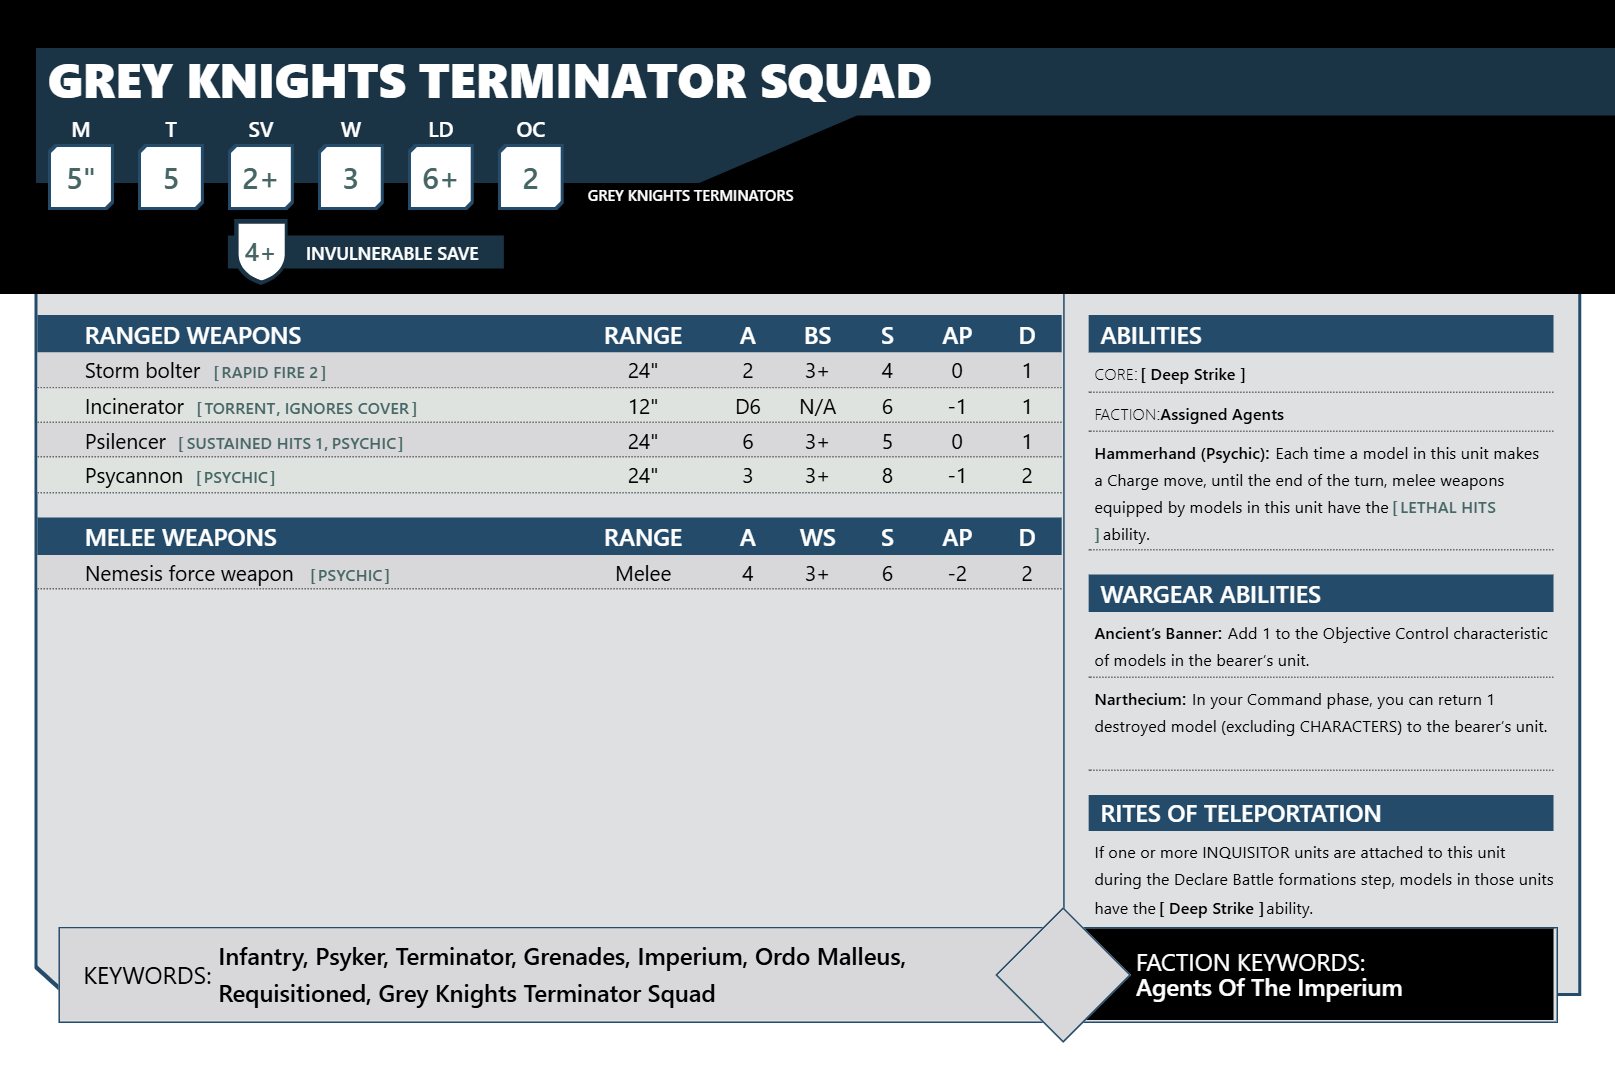 GREY KNIGHTS TERMINATOR SQUAD
M T SV W LD OC
5" 5 2+ 3 6+ 2
GREY KNIGHTS TERMINATORS
4+ INVULNERABLE SAVE
RANGED WEAPONS RANGE A BS S AP D
Storm bolter [RAPID FIRE 2] 24" 2 3+ 4 0 1
Incinerator [TORRENT, IGNORES COVER] 12" D6 N/A 6 -1 1
Psilencer [SUSTAINED HITS 1, PSYCHIC] 24" 6 3+ 5 0 1
Psycannon [PSYCHIC] 24" 3 3+ 8 -1 2
MELEE WEAPONS RANGE A WS S AP D
Nemesis force weapon [PSYCHIC] Melee 4 3+ 6 -2 2
ABILITIES
CORE: [ Deep Strike ]
FACTION:Assigned Agents
Hammerhand (Psychic): Each time a model in this unit makes
a Charge move, until the end of the turn, melee weapons
equipped by models in this unit have the [LETHAL HITS
] ability.
WARGEAR ABILITIES
Ancient’s Banner: Add 1 to the Objective Control characteristic
of models in the bearer’s unit.
Narthecium: In your Command phase, you can return 1
destroyed model (excluding CHARACTERS) to the bearer’s unit.
RITES OF TELEPORTATION
If one or more INQUISITOR units are attached to this unit
during the Declare Battle formations step, models in those units
have the [ Deep Strike ] ability.
KEYWORDS: Infantry, Psyker, Terminator, Grenades, Imperium, Ordo Malleus,
Requisitioned, Grey Knights Terminator Squad
FACTION KEYWORDS:
Agents Of The Imperium